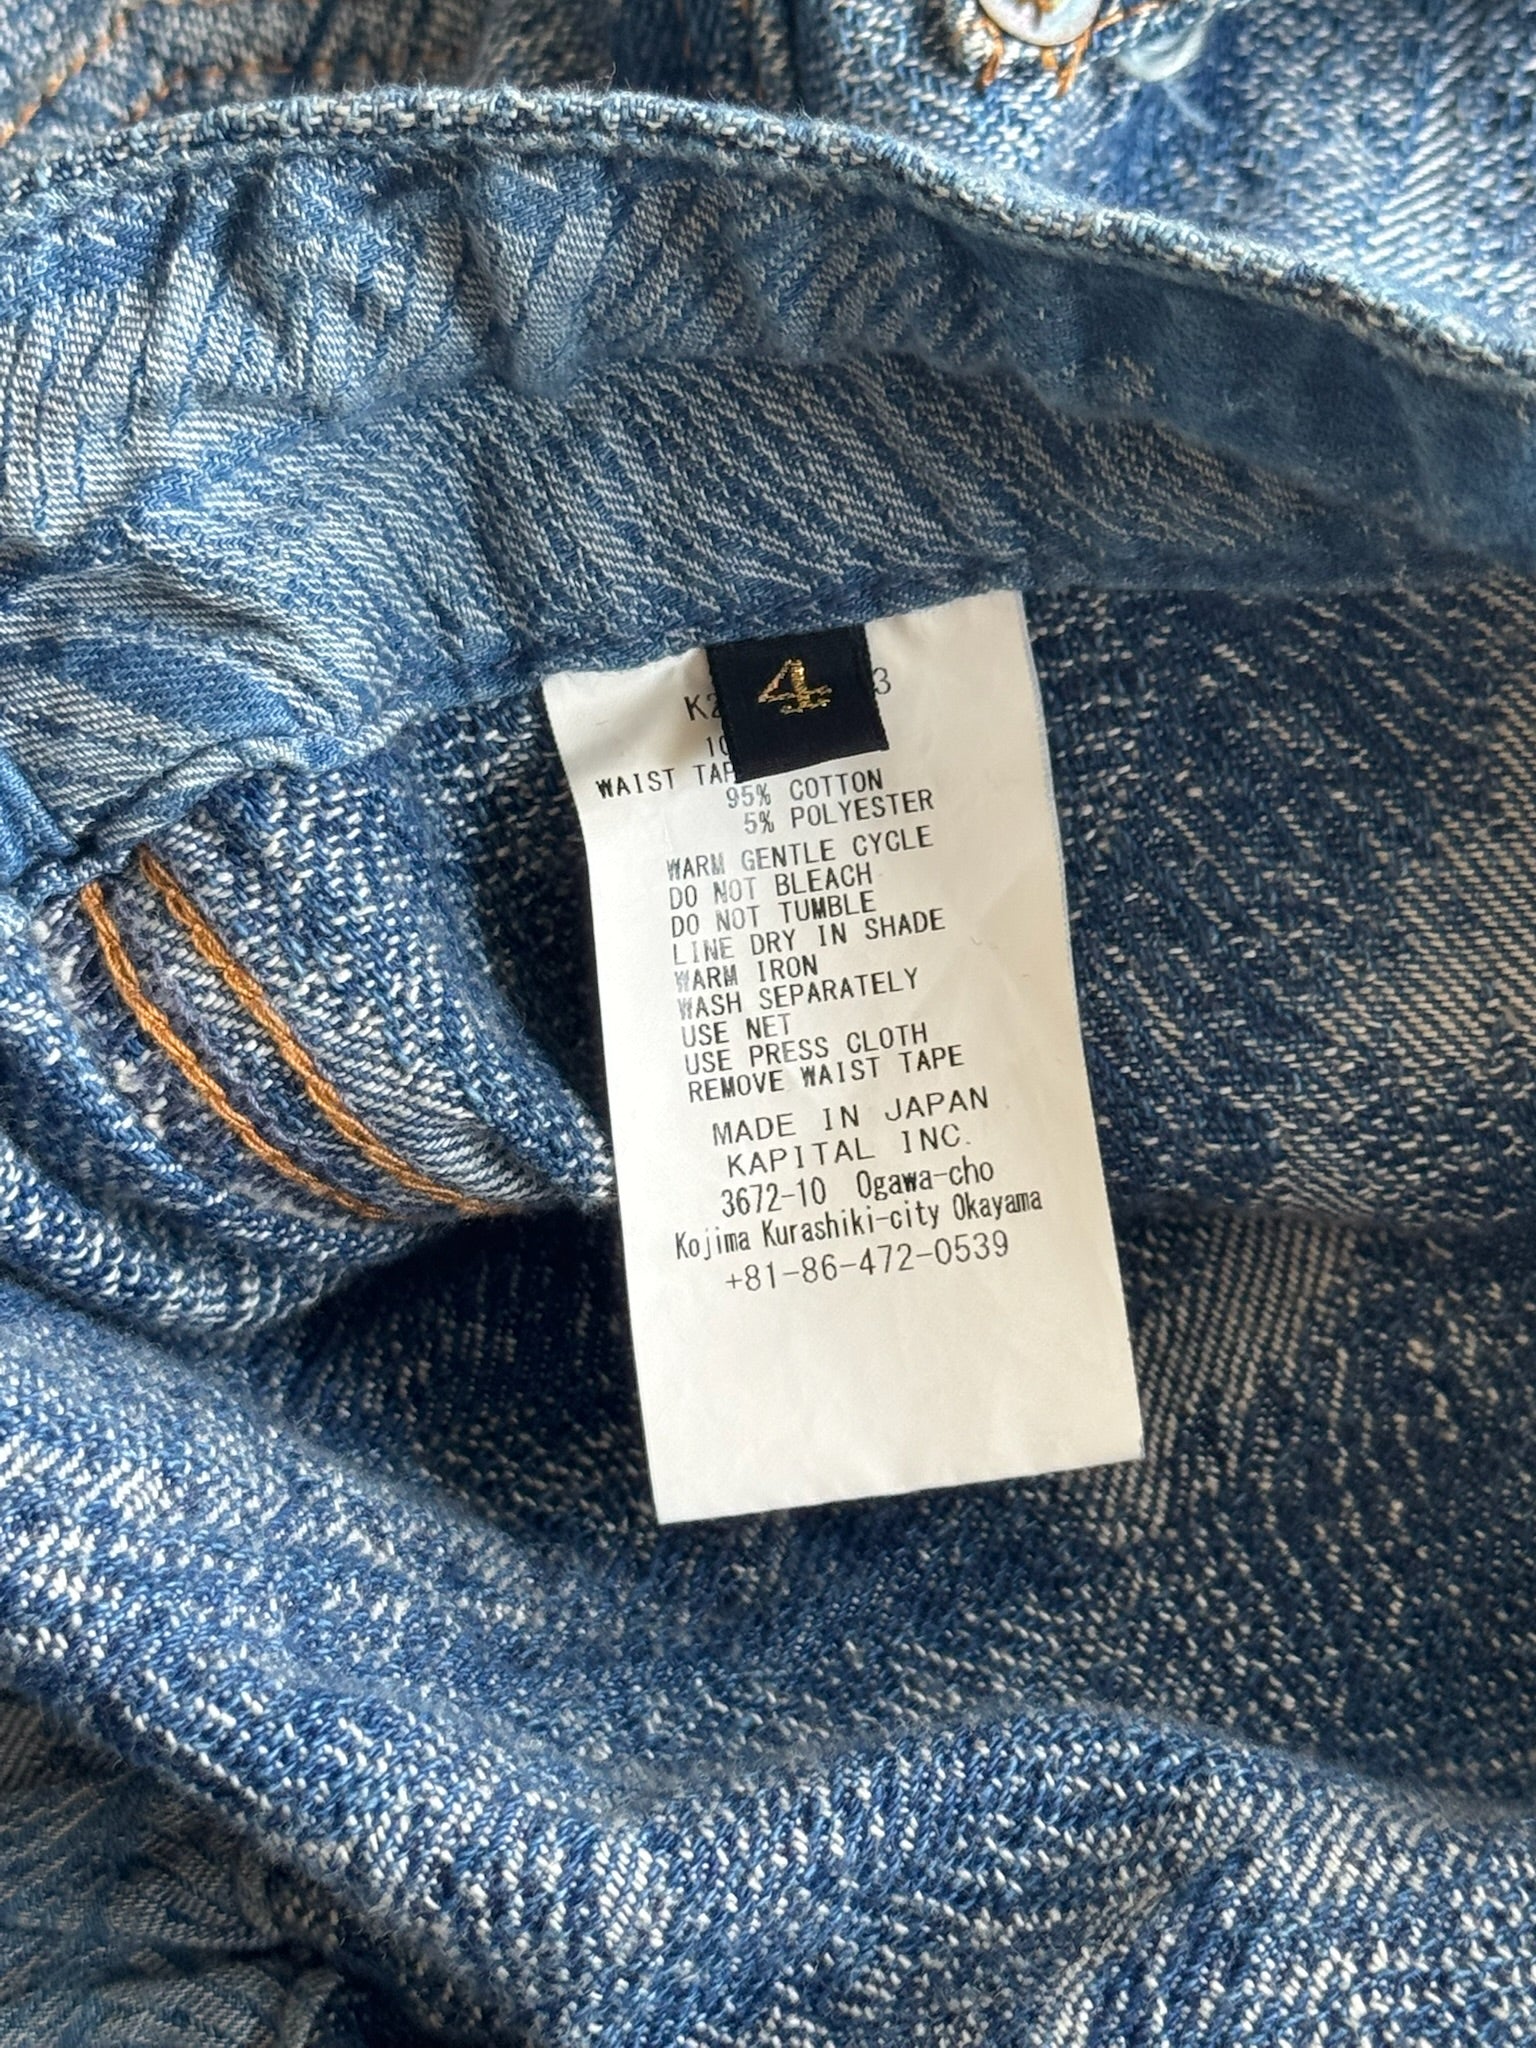 4
WAIST
95% COTTON
5% POLYESTER
WARM GENTLE CYCLE
DO NOT BLEACH
DO NOT TUMBLE
LINE DRY IN SHADE
WARM IRON
WASH SEPARATELY
USE NET
USE PRESS CLOTH
REMOVE WAIST TAPE
MADE IN JAPAN
KAPITAL INC.
3672-10 Ogawa-cho
Kojima Kurashiki-city Okayama
+81-86-472-0539